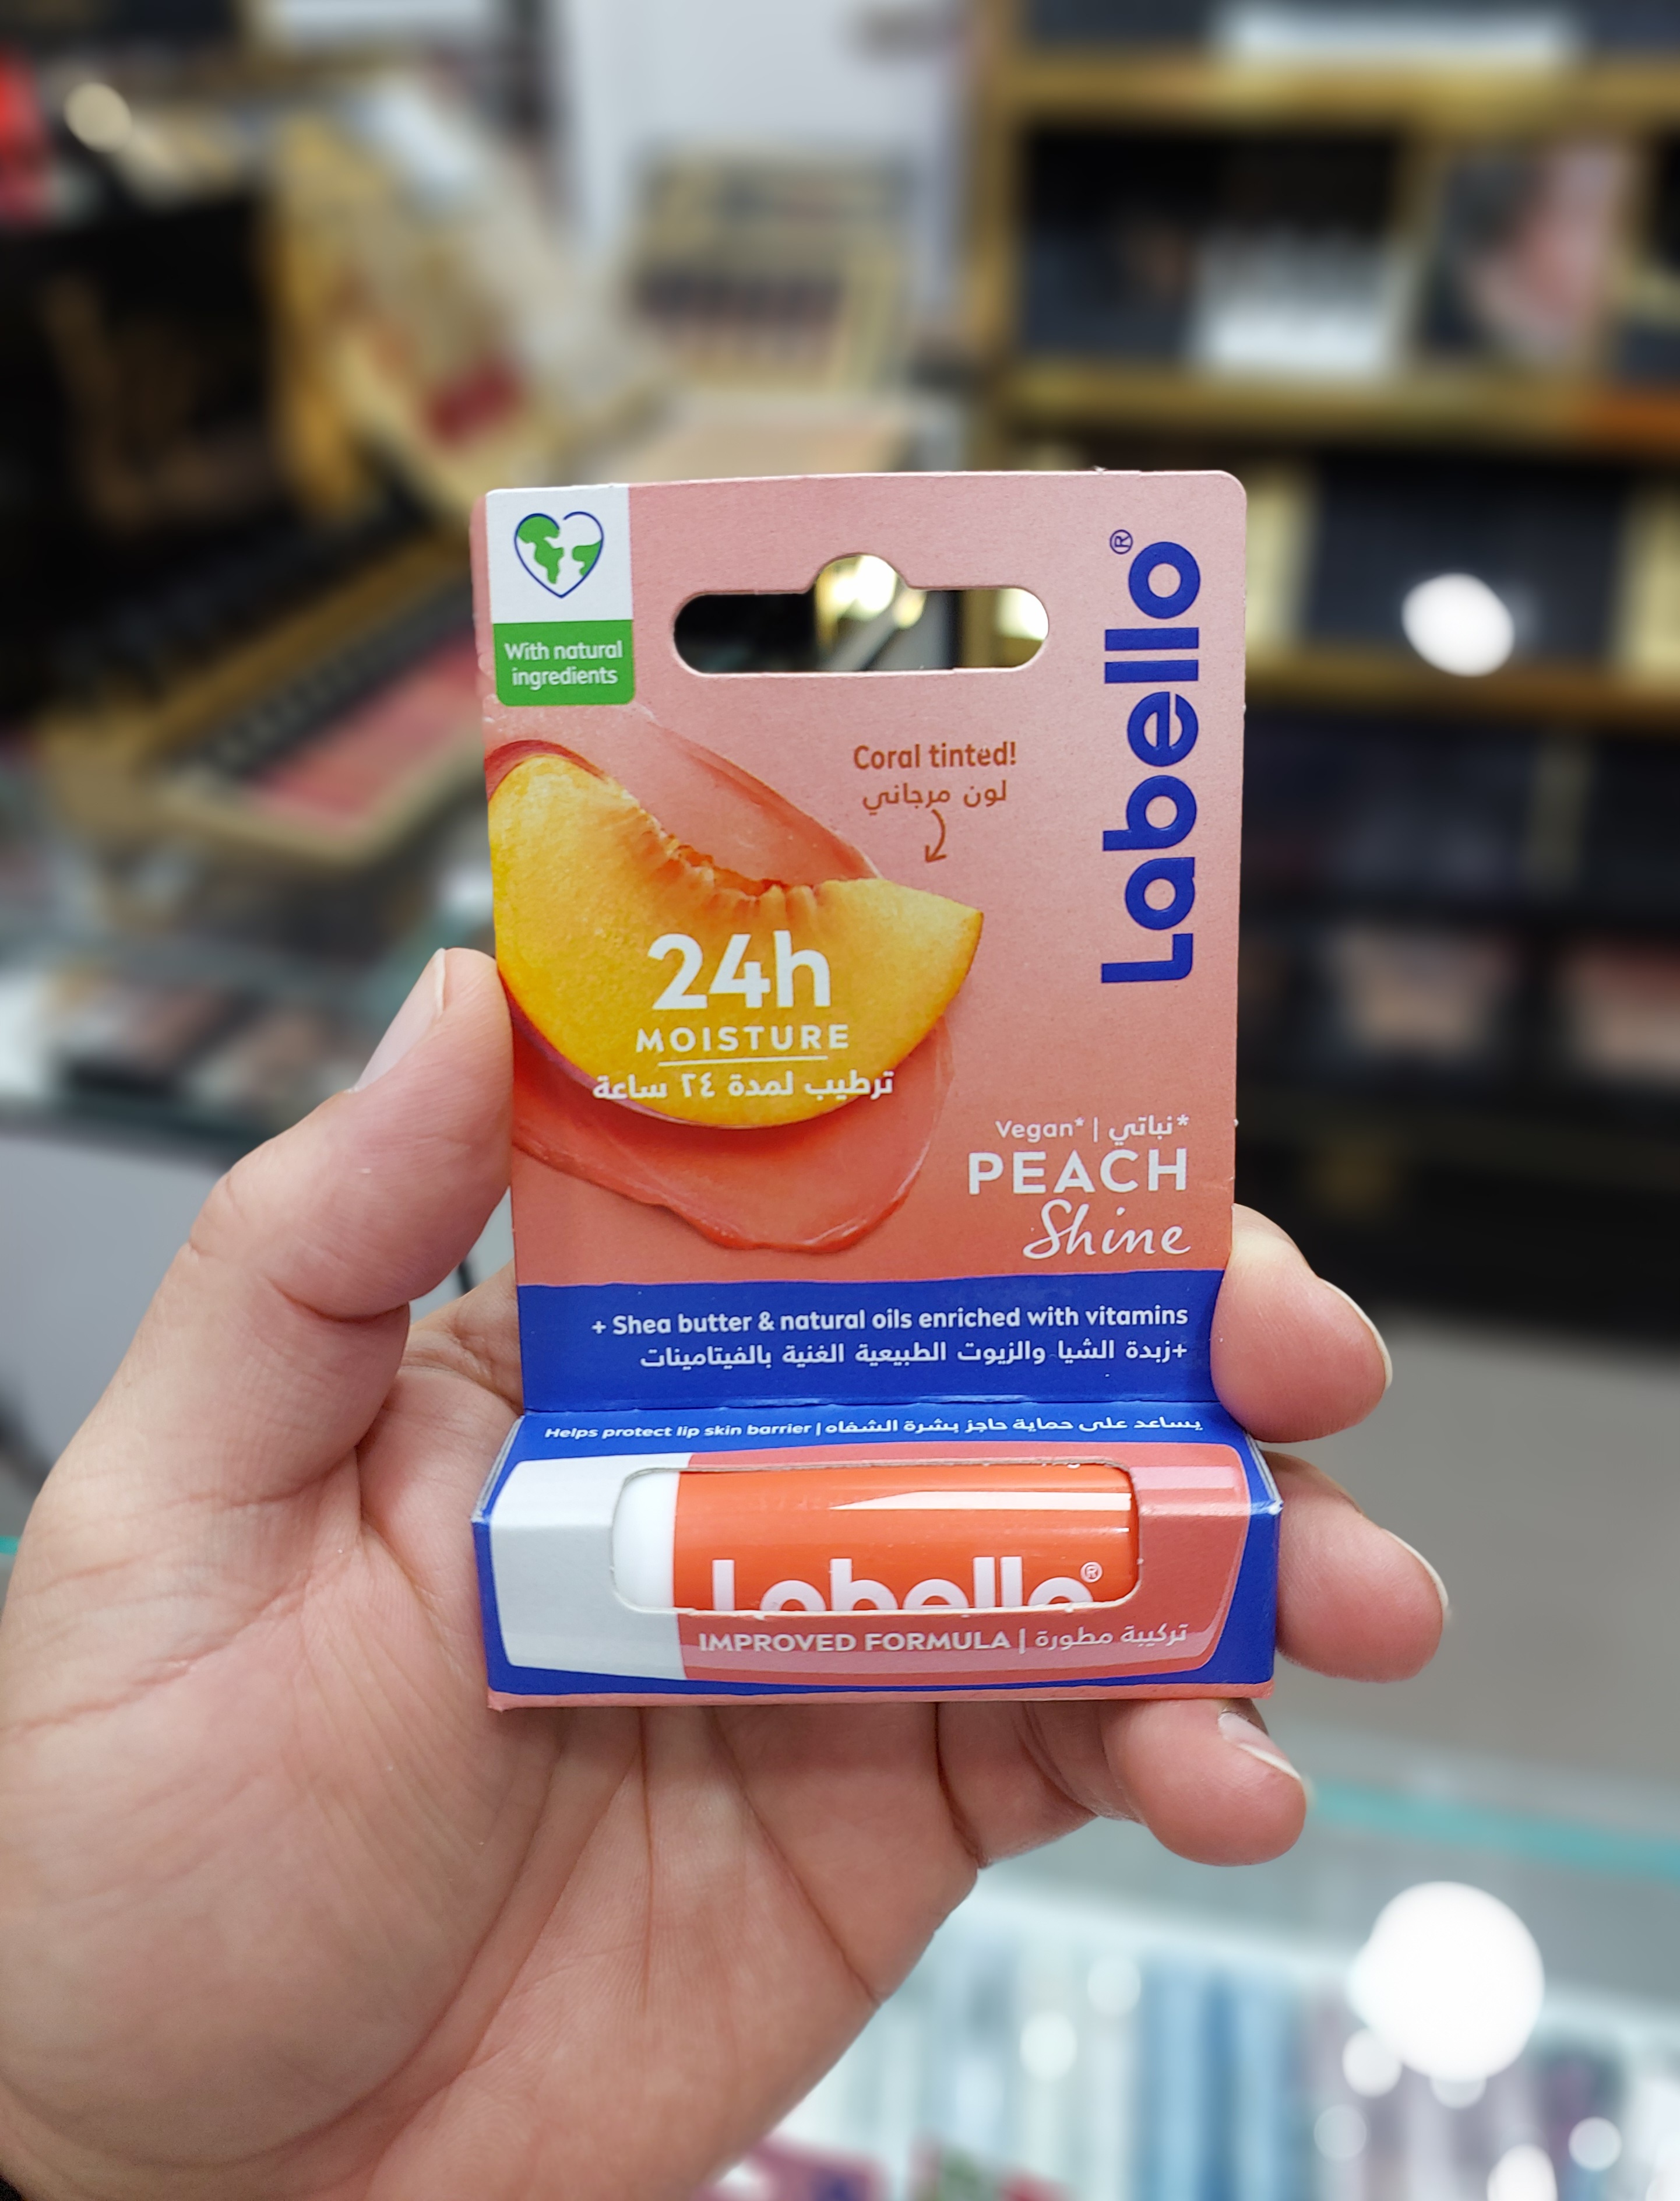 With natural
ingredients
Labello®
Coral tinted!
لون مرجاني
24h
MOISTURE
ترطيب لمدة ٢٤ ساعة
Vegan* | نباتي*
PEACH
Shine
+ Shea butter & natural oils enriched with vitamins
+زبدة الشيا والزيوت الطبيعية الغنية بالفيتامينات
Helps protect lip skin barrier | يساعد على حماية حاجز بشرة الشفاه
Labello®
IMPROVED FORMULA | تركيبة مطورة